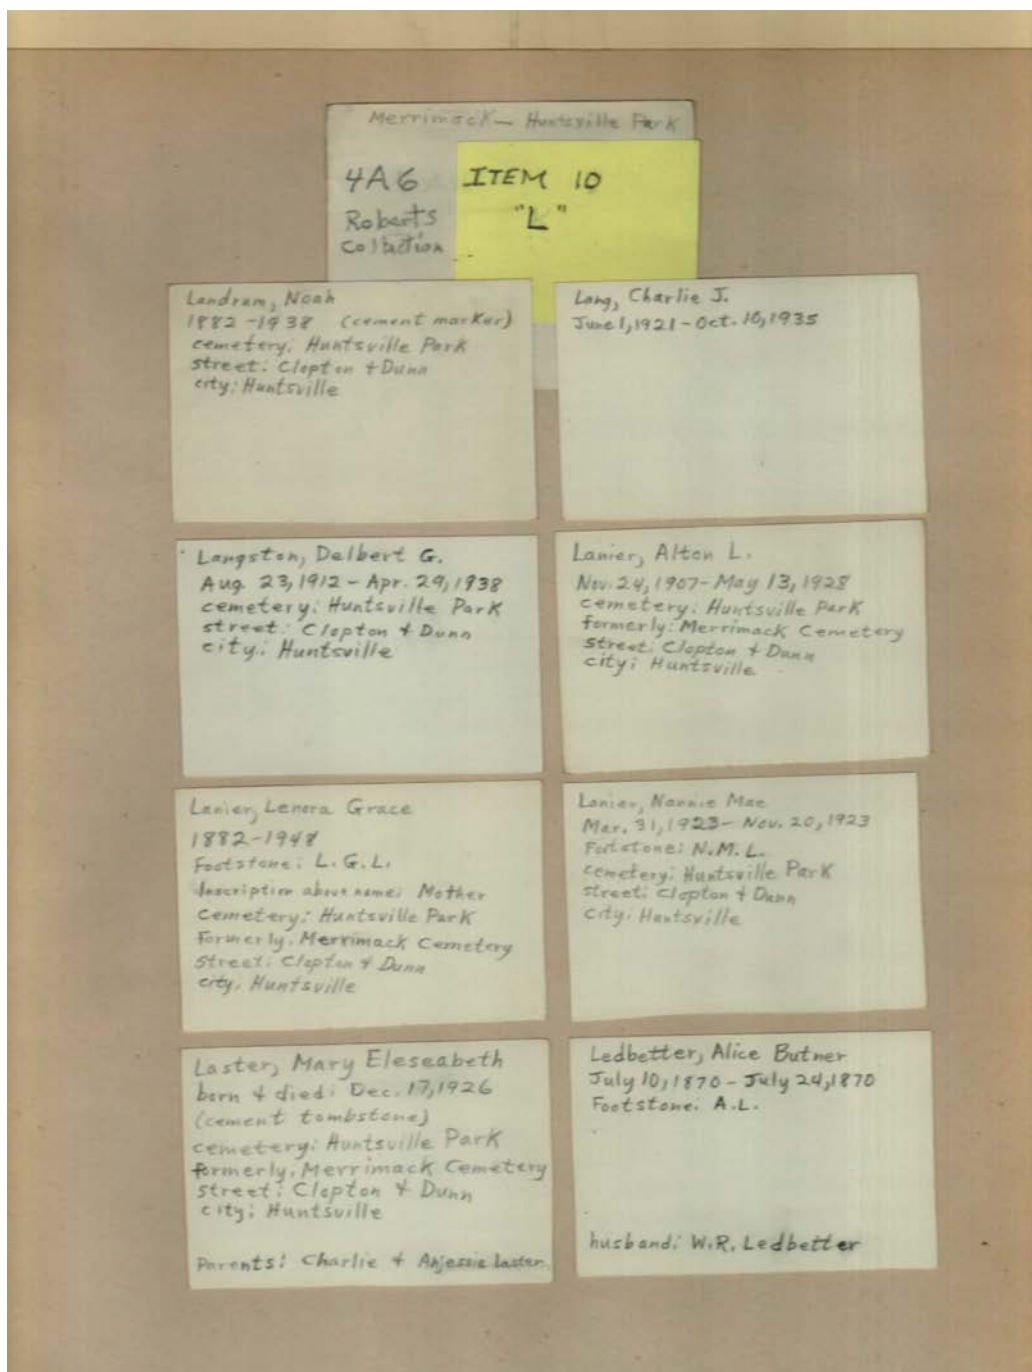 Merrimack — Huntsville Park
4A6
Roberts
Collection
ITEM 10
"L"
Landram, Noah
1882-1938 (cement marker)
cemetery: Huntsville Park
street: Clopton + Dunn
city: Huntsville
Lang, Charlie J.
June 1, 1921 - Oct. 10, 1935
Langston, Delbert G.
Aug. 23, 1912 - Apr. 29, 1938
cemetery: Huntsville Park
street: Clopton + Dunn
city: Huntsville
Lanier, Alton L.
Nov. 24, 1907 - May 13, 1928
cemetery: Huntsville Park
formerly: Merrimack Cemetery
street: Clopton + Dunn
city: Huntsville
Lanier, Lenora Grace
1882-1948
Footstone: L.G.L.
Inscription above name: Mother
cemetery: Huntsville Park
formerly: Merrimack Cemetery
street: Clopton + Dunn
city: Huntsville
Lanier, Nannie Mae
Mar. 31, 1923 - Nov. 20, 1923
Footstone: N.M.L.
cemetery: Huntsville Park
street: Clopton + Dunn
city: Huntsville
Laster, Mary Eleseabeth
born + died: Dec. 17, 1926
(cement tombstone)
cemetery: Huntsville Park
formerly: Merrimack Cemetery
street: Clopton + Dunn
city: Huntsville
Parents: Charlie + Anjessie Laster
Ledbetter, Alice Butner
July 10, 1870 - July 24, 1870
Footstone: A.L.
husband: W.R. Ledbetter